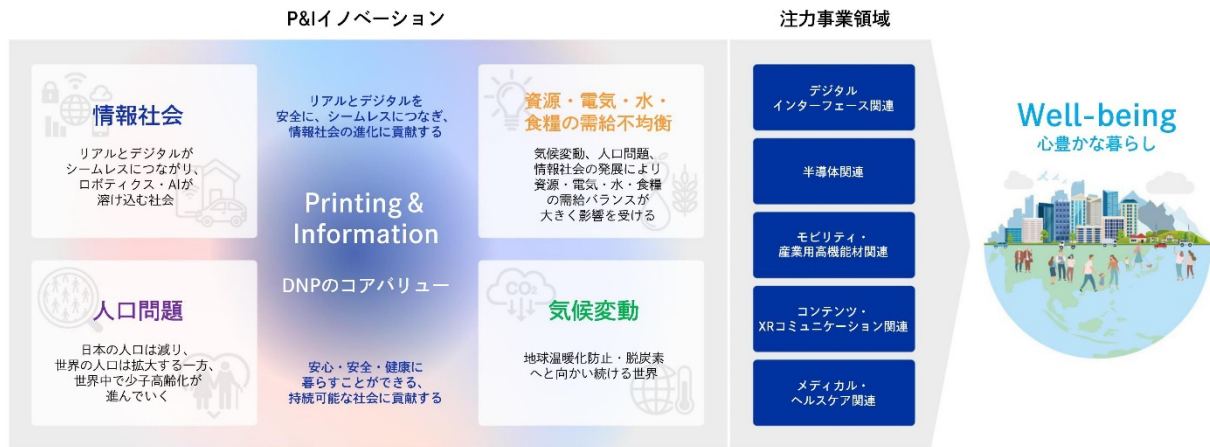 P&Iイノベーション
注力事業領域
情報社会
リアルとデジタルが
シームレスにつながり、
ロボティクス・AIが
溶け込む社会
リアルとデジタルを
安全に、シームレスにつなぎ、
情報社会の進化に貢献する
資源・電気・水・
食糧の需給不均衡
気候変動、人口問題、
情報社会の発展により
資源・電気・水・食糧
の需給バランスが
大きく影響を受ける
Printing &
Information
DNPのコアバリュー
人口問題
日本の人口は減り、
世界の人口は拡大する一方、
世界中で少子高齢化が
進んでいく
安心・安全・健康に
暮らすことができる、
持続可能な社会に貢献する
CO₂
気候変動
地球温暖化防止・脱炭素
へと向かい続ける世界
デジタル
インターフェース関連
半導体関連
モビリティ・
産業用高機能材関連
コンテンツ・
XRコミュニケーション関連
メディカル・
ヘルスケア関連
Well-being
心豊かな暮らし